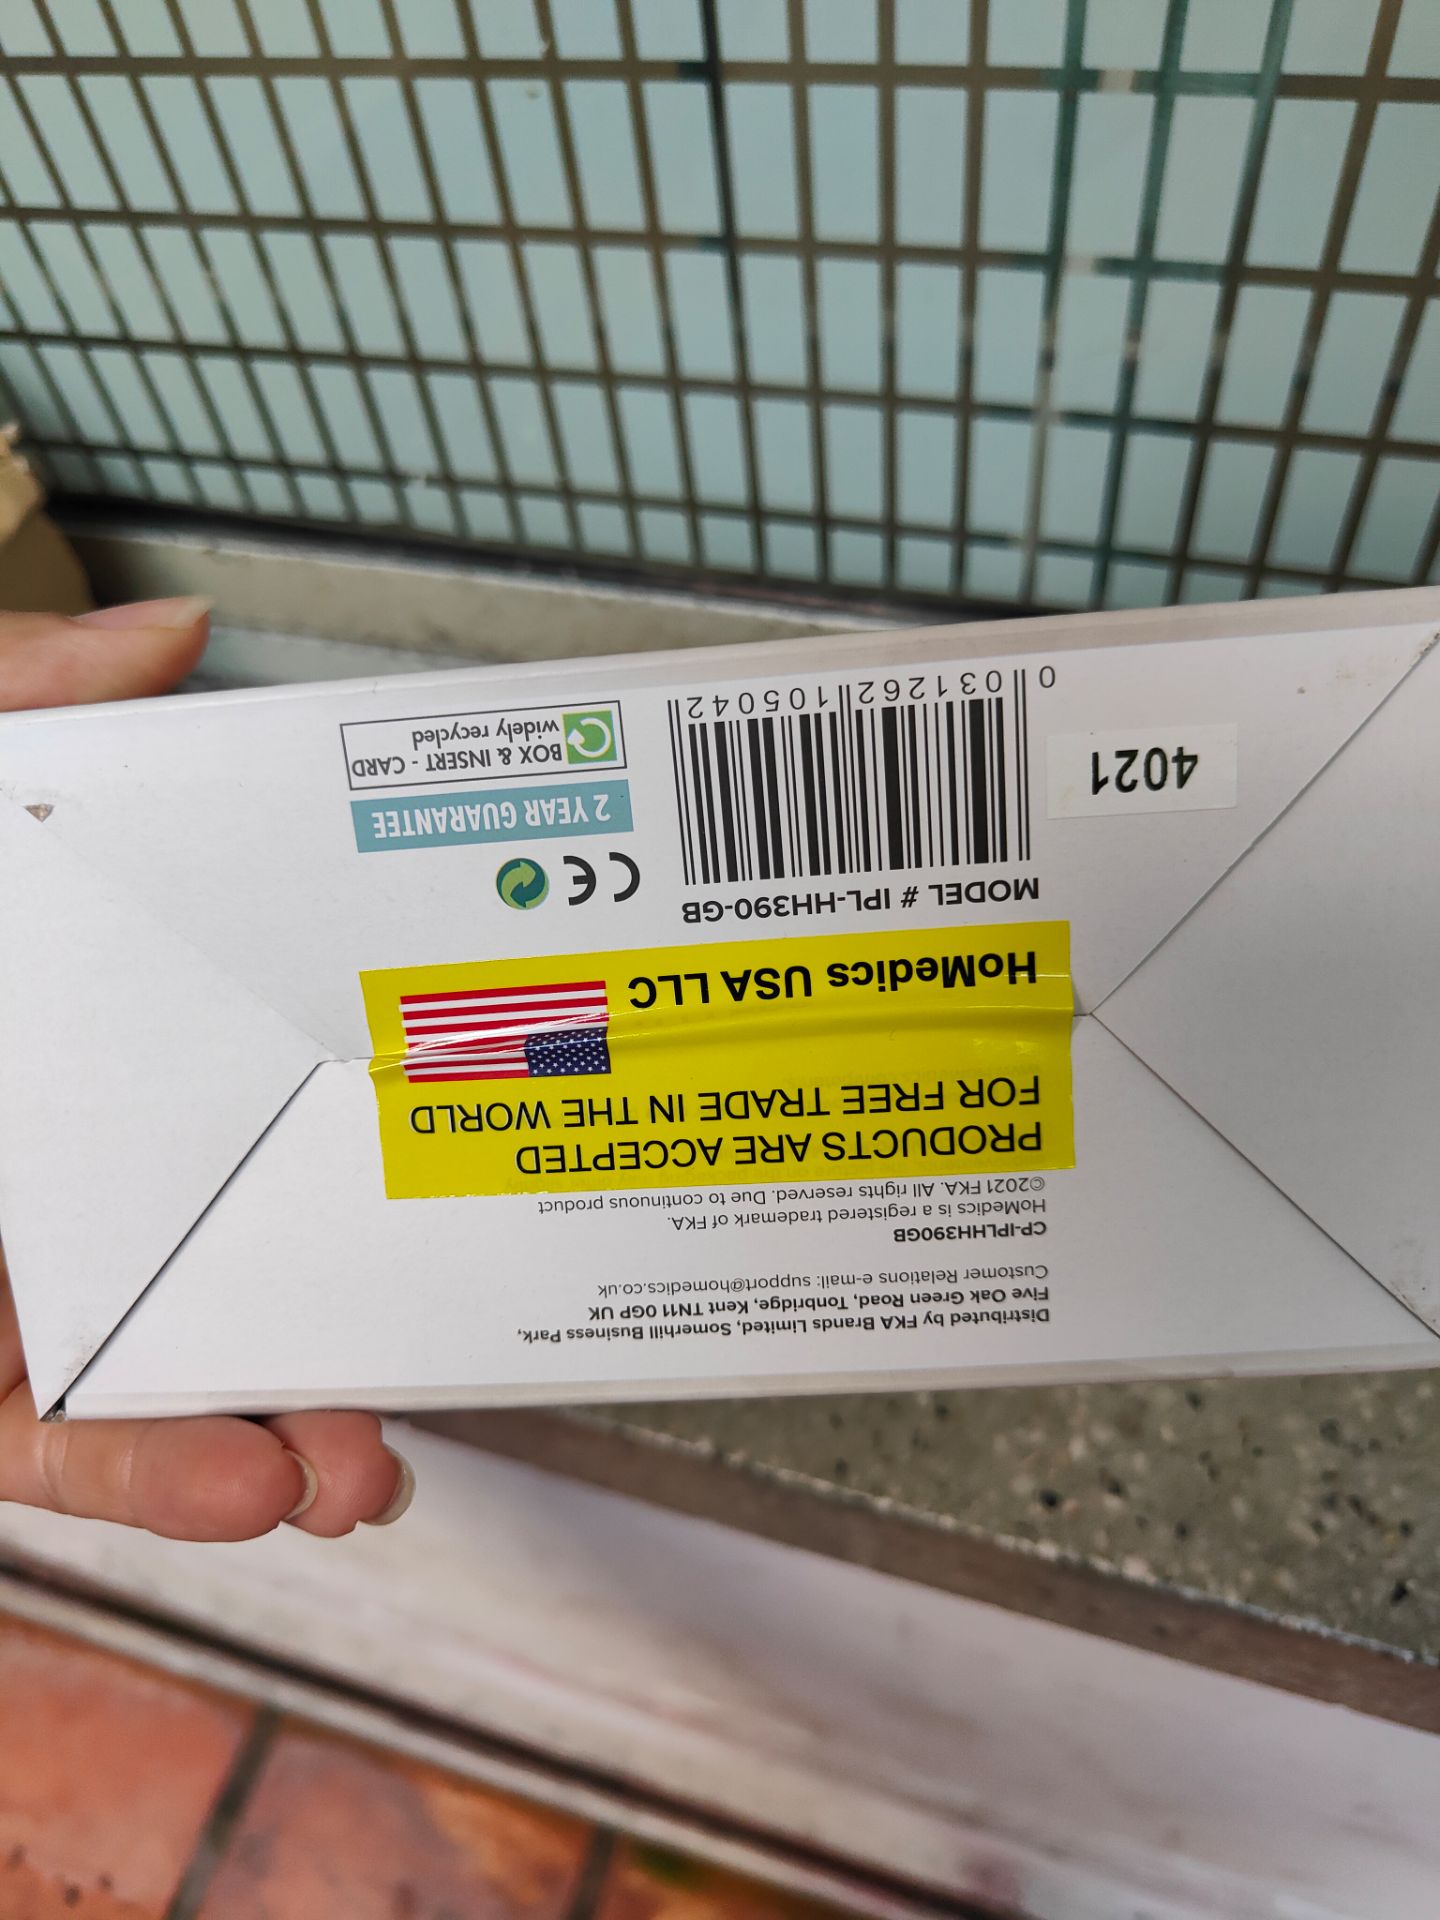 Distributed by FKA Brands Limited, Somerhill Business Park,
Five Oak Green Road, Tonbridge, Kent TN11 0GP UK
Customer Relations e-mail: support@homedics.co.uk
CP-IPLHH390GB
HoMedics is a registered trademark of FKA.
©2021 FKA. All rights reserved. Due to continuous product
PRODUCTS ARE ACCEPTED
FOR FREE TRADE IN THE WORLD
HoMedics USA LLC
MODEL # IPL-HH390-GB
0 031262 105042
4021
CE
2 YEAR GUARANTEE
BOX & INSERT - CARD
widely recycled